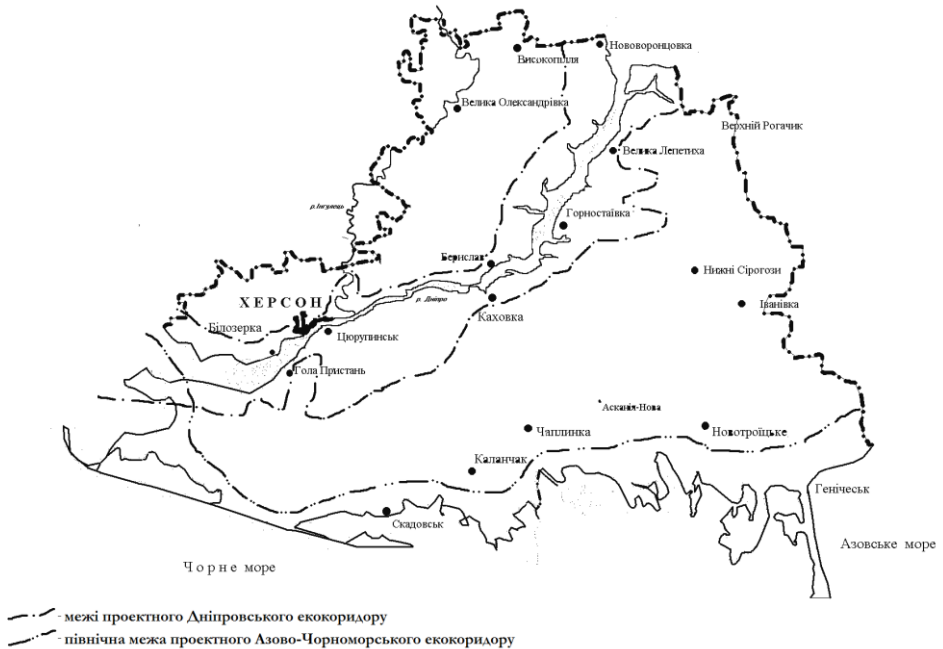 Нововоронцовка
Високопілля
Велика Олександрівка
Верхній Рогачик
Велика Лепетиха
р.Інгулець
Горностаївка
Берислав
Нижні Сірогози
р. Дніпро
ХЕРСОН
Іванівка
Каховка
Білозерка
Цюрупинськ
Гола Пристань
Асканія-Нова
Чаплинка
Новотроїцьке
Каланчак
Генічеськ
Скадовськ
Азовське море
Чорне море
- межі проектного Дніпровського екокоридору
- північна межа проектного Азово-Чорноморського екокоридору